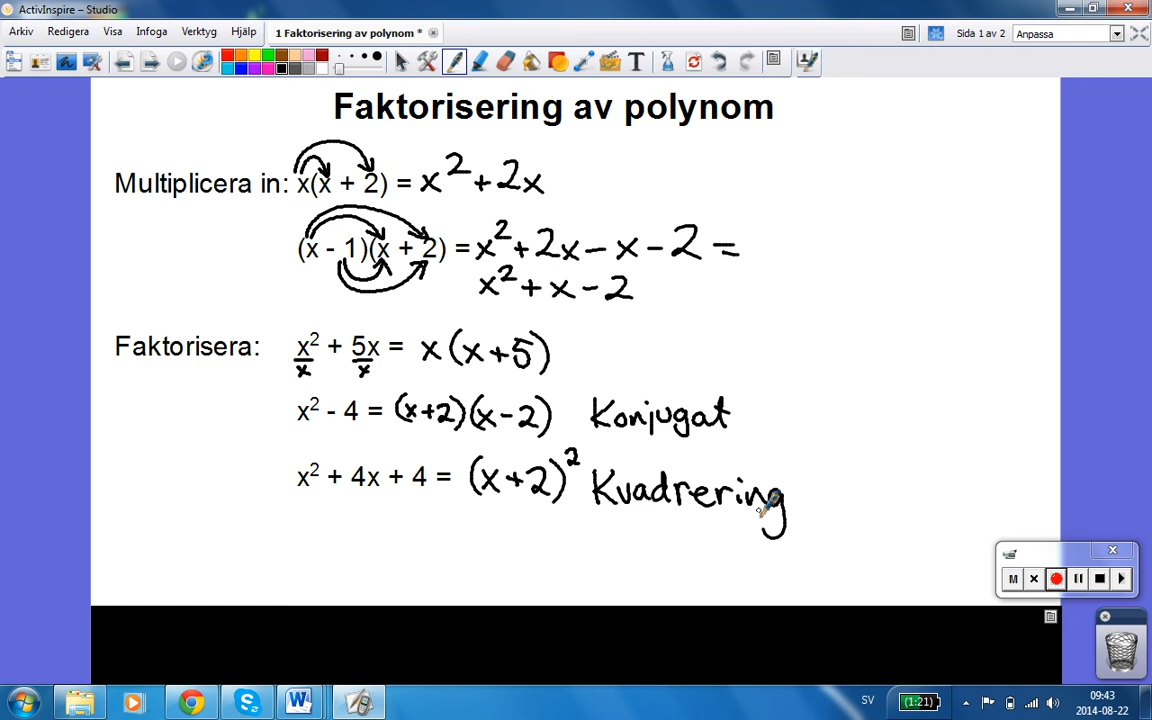 ActivInspire – Studio
Arkiv Redigera Visa Infoga Verktyg Hjälp 1 Faktorisering av polynom * Sida 1 av 2 Anpassa
Faktorisering av polynom
Multiplicera in: x(x + 2) = x² + 2x
(x - 1)(x + 2) = x² + 2x – x – 2 =
x² + x – 2
Faktorisera: x² + 5x = x(x+5)
x x
x² - 4 = (x+2)(x–2) Konjugat
x² + 4x + 4 = (x+2)² Kvadrering
M
SV (1:21) 09:43
2014-08-22